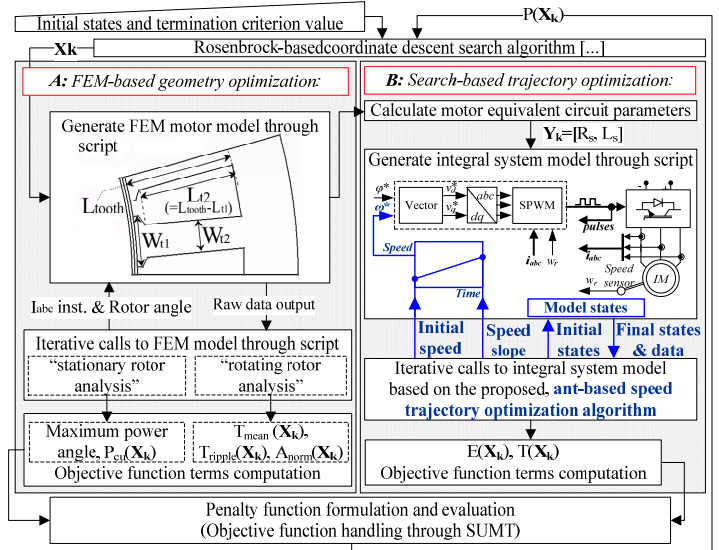 Initial states and termination criterion value
P(Xk)
Xk
Rosenbrock-basedcoordinate descent search algorithm [...]
A: FEM-based geometry optimization:
Generate FEM motor model through
script
Ltooth
Lt2
(=Ltooth-Lt1)
Wt1
Wt2
Iabc inst. & Rotor angle
Raw data output
Iterative calls to FEM model through script
“stationary rotor
analysis”
“rotating rotor
analysis”
Maximum power
angle, Pcu(Xk)
Tmean (Xk),
Tripple(Xk), Anorm(Xk)
Objective function terms computation
B: Search-based trajectory optimization:
Calculate motor equivalent circuit parameters
Yk=[Rs, Ls]
Generate integral system model through script
φ*
ω*
Vector
vd*
vq*
abc
dq
SPWM
pulses
iabc
wr
iabc
Speed
sensor
wr
IM
Speed
Time
Model states
Initial
speed
Speed
slope
Initial
states
Final states
& data
Iterative calls to integral system model
based on the proposed, ant-based speed
trajectory optimization algorithm
E(Xk), T(Xk)
Objective function terms computation
Penalty function formulation and evaluation
(Objective function handling through SUMT)